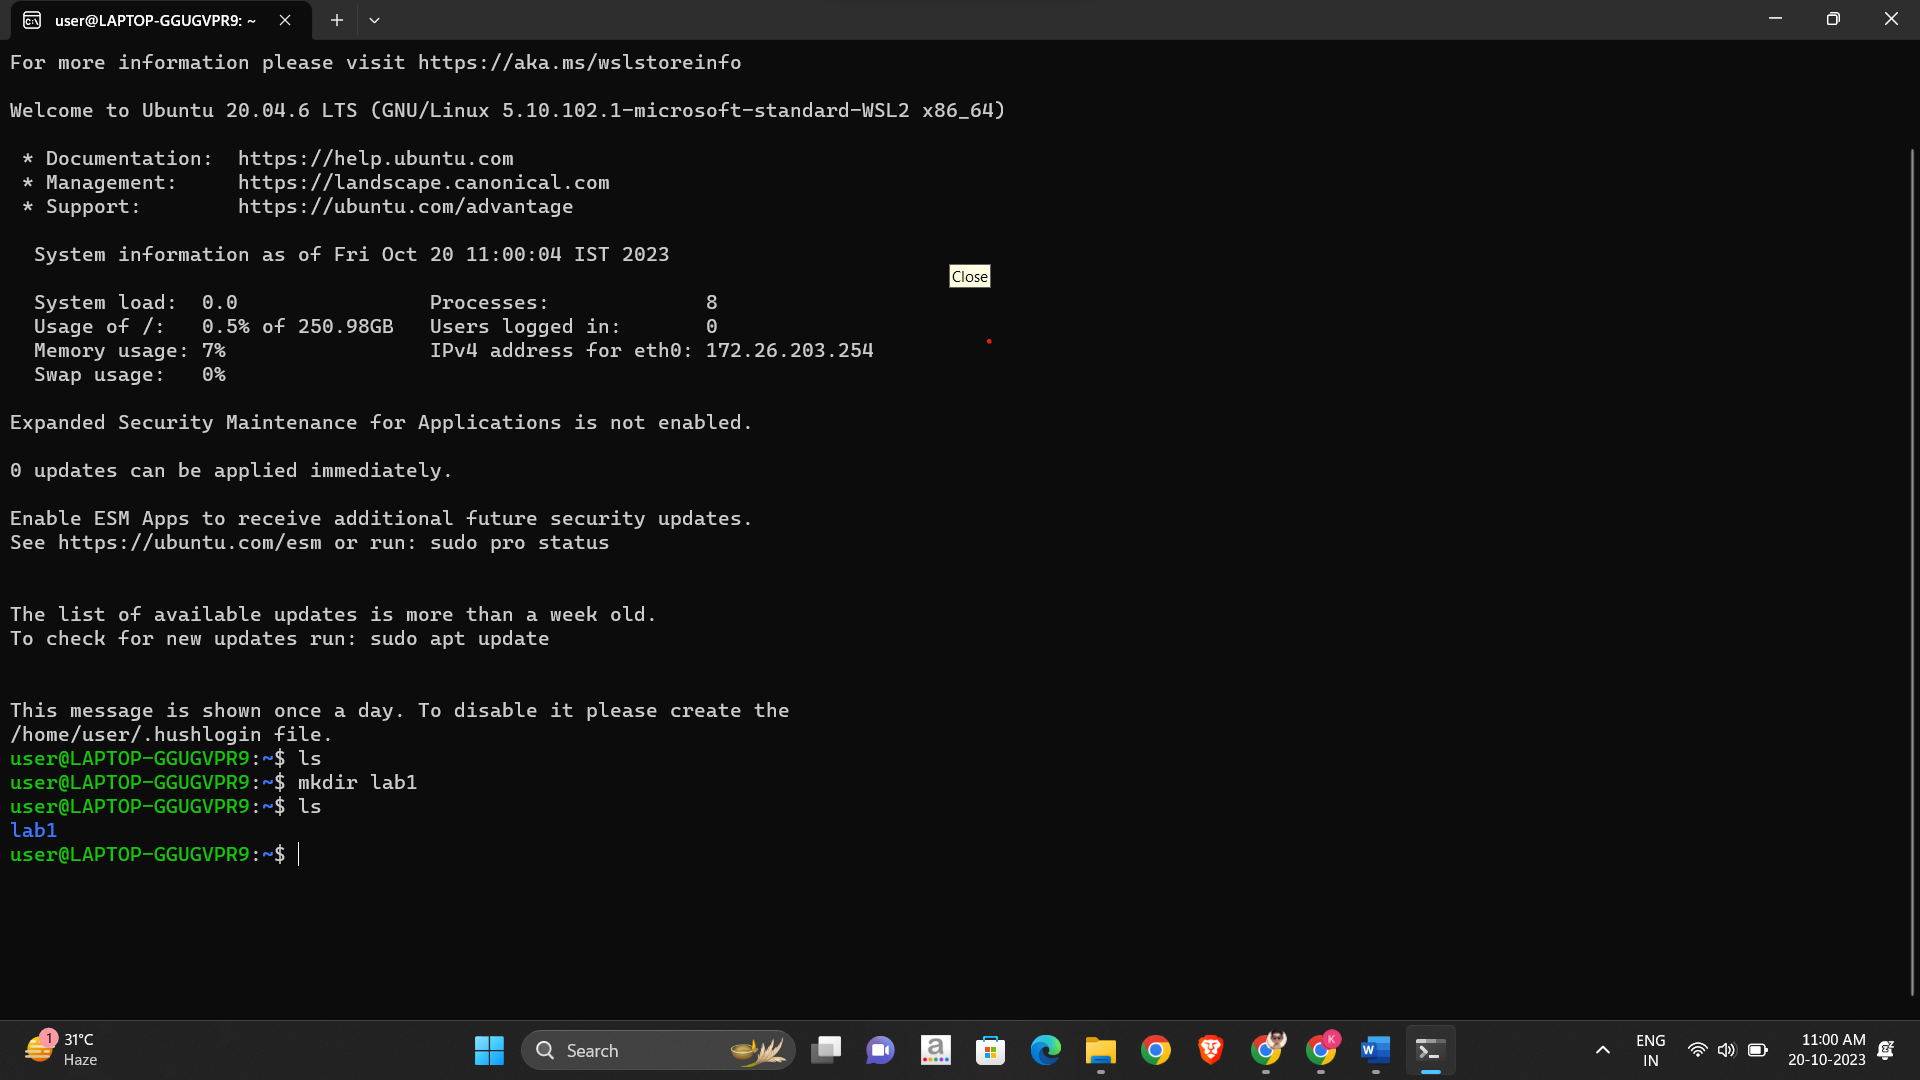 user@LAPTOP-GGUGVPR9: ~
For more information please visit https://aka.ms/wslstoreinfo
Welcome to Ubuntu 20.04.6 LTS (GNU/Linux 5.10.102.1-microsoft-standard-WSL2 x86_64)
* Documentation:  https://help.ubuntu.com
* Management:     https://landscape.canonical.com
* Support:        https://ubuntu.com/advantage
System information as of Fri Oct 20 11:00:04 IST 2023
Close
System load:  0.0                Processes:             8
Usage of /:   0.5% of 250.98GB   Users logged in:       0
Memory usage: 7%                 IPv4 address for eth0: 172.26.203.254
Swap usage:   0%
Expanded Security Maintenance for Applications is not enabled.
0 updates can be applied immediately.
Enable ESM Apps to receive additional future security updates.
See https://ubuntu.com/esm or run: sudo pro status
The list of available updates is more than a week old.
To check for new updates run: sudo apt update
This message is shown once a day. To disable it please create the
/home/user/.hushlogin file.
user@LAPTOP-GGUGVPR9:~$ ls
user@LAPTOP-GGUGVPR9:~$ mkdir lab1
user@LAPTOP-GGUGVPR9:~$ ls
lab1
user@LAPTOP-GGUGVPR9:~$
1
31°C
Haze
Search
a
K
W
ENG
IN
11:00 AM
20-10-2023